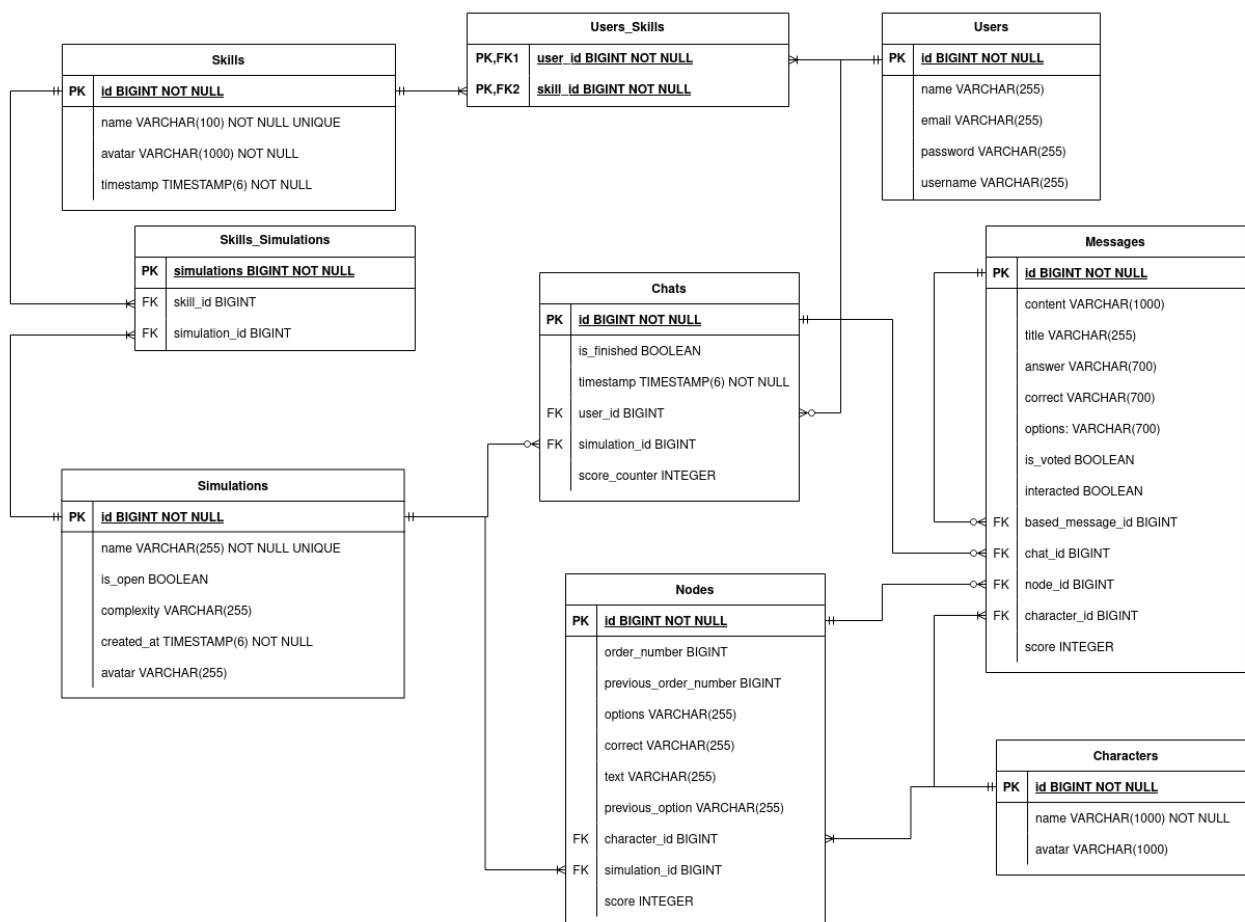 Users_Skills
PK,FK1 user_id BIGINT NOT NULL
PK,FK2 skill_id BIGINT NOT NULL
Users
PK id BIGINT NOT NULL
name VARCHAR(255)
email VARCHAR(255)
password VARCHAR(255)
username VARCHAR(255)
Skills
PK id BIGINT NOT NULL
name VARCHAR(100) NOT NULL UNIQUE
avatar VARCHAR(1000) NOT NULL
timestamp TIMESTAMP(6) NOT NULL
Skills_Simulations
PK simulations BIGINT NOT NULL
FK skill_id BIGINT
FK simulation_id BIGINT
Chats
PK id BIGINT NOT NULL
is_finished BOOLEAN
timestamp TIMESTAMP(6) NOT NULL
FK user_id BIGINT
FK simulation_id BIGINT
score_counter INTEGER
Messages
PK id BIGINT NOT NULL
content VARCHAR(1000)
title VARCHAR(255)
answer VARCHAR(700)
correct VARCHAR(700)
options: VARCHAR(700)
is_voted BOOLEAN
interacted BOOLEAN
FK based_message_id BIGINT
FK chat_id BIGINT
FK node_id BIGINT
FK character_id BIGINT
score INTEGER
Simulations
PK id BIGINT NOT NULL
name VARCHAR(255) NOT NULL UNIQUE
is_open BOOLEAN
complexity VARCHAR(255)
created_at TIMESTAMP(6) NOT NULL
avatar VARCHAR(255)
Nodes
PK id BIGINT NOT NULL
order_number BIGINT
previous_order_number BIGINT
options VARCHAR(255)
correct VARCHAR(255)
text VARCHAR(255)
previous_option VARCHAR(255)
FK character_id BIGINT
FK simulation_id BIGINT
score INTEGER
Characters
PK id BIGINT NOT NULL
name VARCHAR(1000) NOT NULL
avatar VARCHAR(1000)